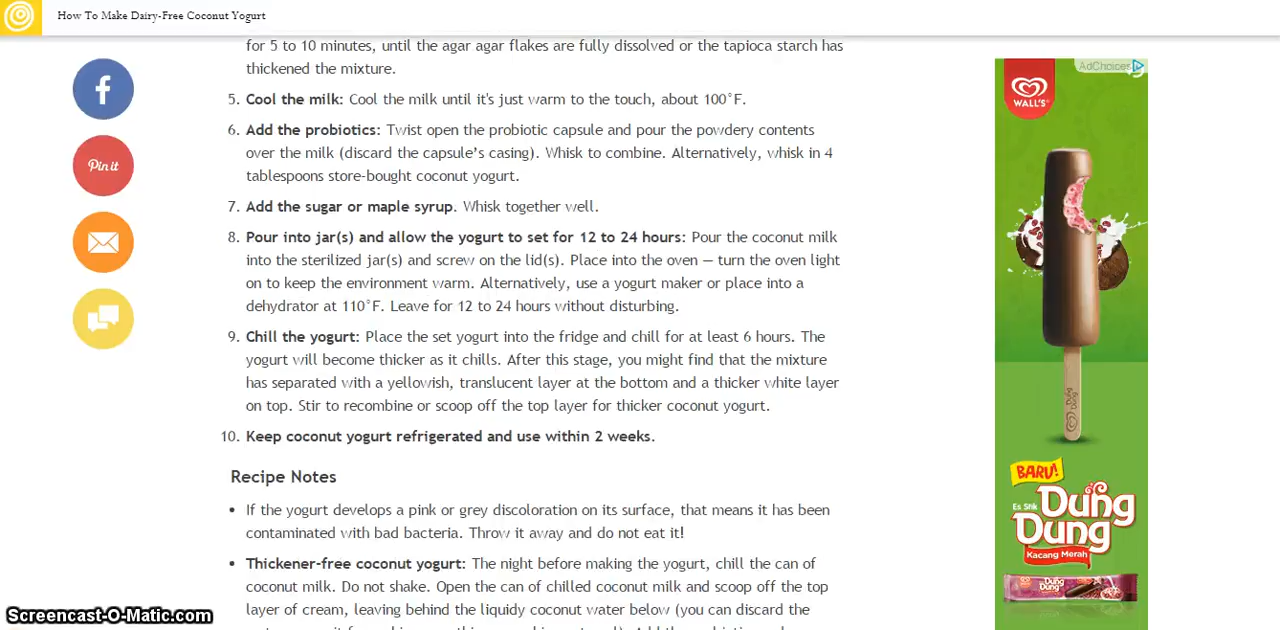 How To Make Dairy-Free Coconut Yogurt
for 5 to 10 minutes, until the agar agar flakes are fully dissolved or the tapioca starch has
thickened the mixture.
5. Cool the milk: Cool the milk until it's just warm to the touch, about 100°F.
6. Add the probiotics: Twist open the probiotic capsule and pour the powdery contents
over the milk (discard the capsule's casing). Whisk to combine. Alternatively, whisk in 4
tablespoons store-bought coconut yogurt.
7. Add the sugar or maple syrup. Whisk together well.
8. Pour into jar(s) and allow the yogurt to set for 12 to 24 hours: Pour the coconut milk
into the sterilized jar(s) and screw on the lid(s). Place into the oven — turn the oven light
on to keep the environment warm. Alternatively, use a yogurt maker or place into a
dehydrator at 110°F. Leave for 12 to 24 hours without disturbing.
9. Chill the yogurt: Place the set yogurt into the fridge and chill for at least 6 hours. The
yogurt will become thicker as it chills. After this stage, you might find that the mixture
has separated with a yellowish, translucent layer at the bottom and a thicker white layer
on top. Stir to recombine or scoop off the top layer for thicker coconut yogurt.
10. Keep coconut yogurt refrigerated and use within 2 weeks.
Recipe Notes
• If the yogurt develops a pink or grey discoloration on its surface, that means it has been
contaminated with bad bacteria. Throw it away and do not eat it!
• Thickener-free coconut yogurt: The night before making the yogurt, chill the can of
coconut milk. Do not shake. Open the can of chilled coconut milk and scoop off the top
layer of cream, leaving behind the liquidy coconut water below (you can discard the
f
Pin it
AdChoices
WALL'S
Dung Dung
BARU!
Es Stik
Dung
Dung
Kacang Merah
Dung
Dung
Screencast-O-Matic.com